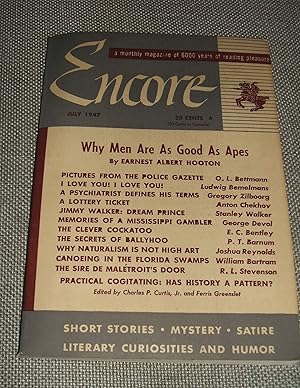 a monthly magazine of 6000 years of reading pleasure
Encore
JULY 1947 25 CENTS
Why Men Are As Good As Apes
By EARNEST ALBERT HOOTON
PICTURES FROM THE POLICE GAZETTE O. L. Bettmann
I LOVE YOU! I LOVE YOU! Ludwig Bemelmans
A PSYCHIATRIST DEFINES HIS TERMS Gregory Zilboorg
A LOTTERY TICKET Anton Chekhov
JIMMY WALKER: DREAM PRINCE Stanley Walker
MEMORIES OF A MISSISSIPPI GAMBLER George Devol
THE CLEVER COCKATOO E. C. Bentley
THE SECRETS OF BALLYHOO P. T. Barnum
WHY NATURALISM IS NOT HIGH ART Joshua Reynolds
CANOEING IN THE FLORIDA SWAMPS William Bartram
THE SIRE DE MALÉTROIT'S DOOR R. L. Stevenson
PRACTICAL COGITATING: HAS HISTORY A PATTERN?
Edited by Charles P. Curtis, Jr. and Ferris Greenslet
SHORT STORIES • MYSTERY • SATIRE
LITERARY CURIOSITIES AND HUMOR